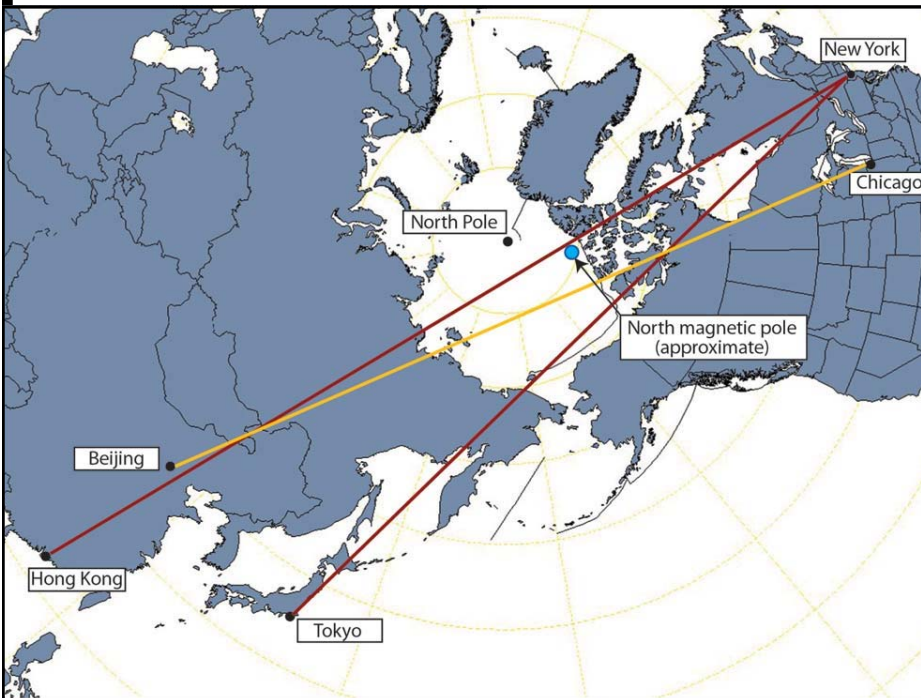 New York
Chicago
North Pole
North magnetic pole
(approximate)
Beijing
Hong Kong
Tokyo